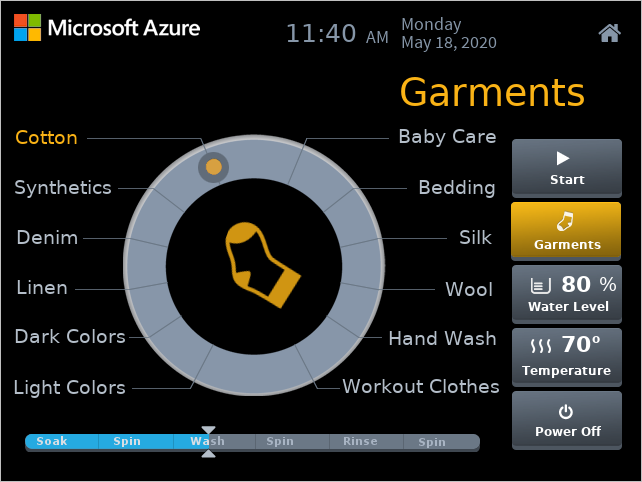 Microsoft Azure
11:40 AM
Monday
May 18, 2020
Garments
Cotton
Synthetics
Denim
Linen
Dark Colors
Light Colors
Baby Care
Bedding
Silk
Wool
Hand Wash
Workout Clothes
Start
Garments
80 %
Water Level
70º
Temperature
Power Off
Soak Spin Wash Spin Rinse Spin